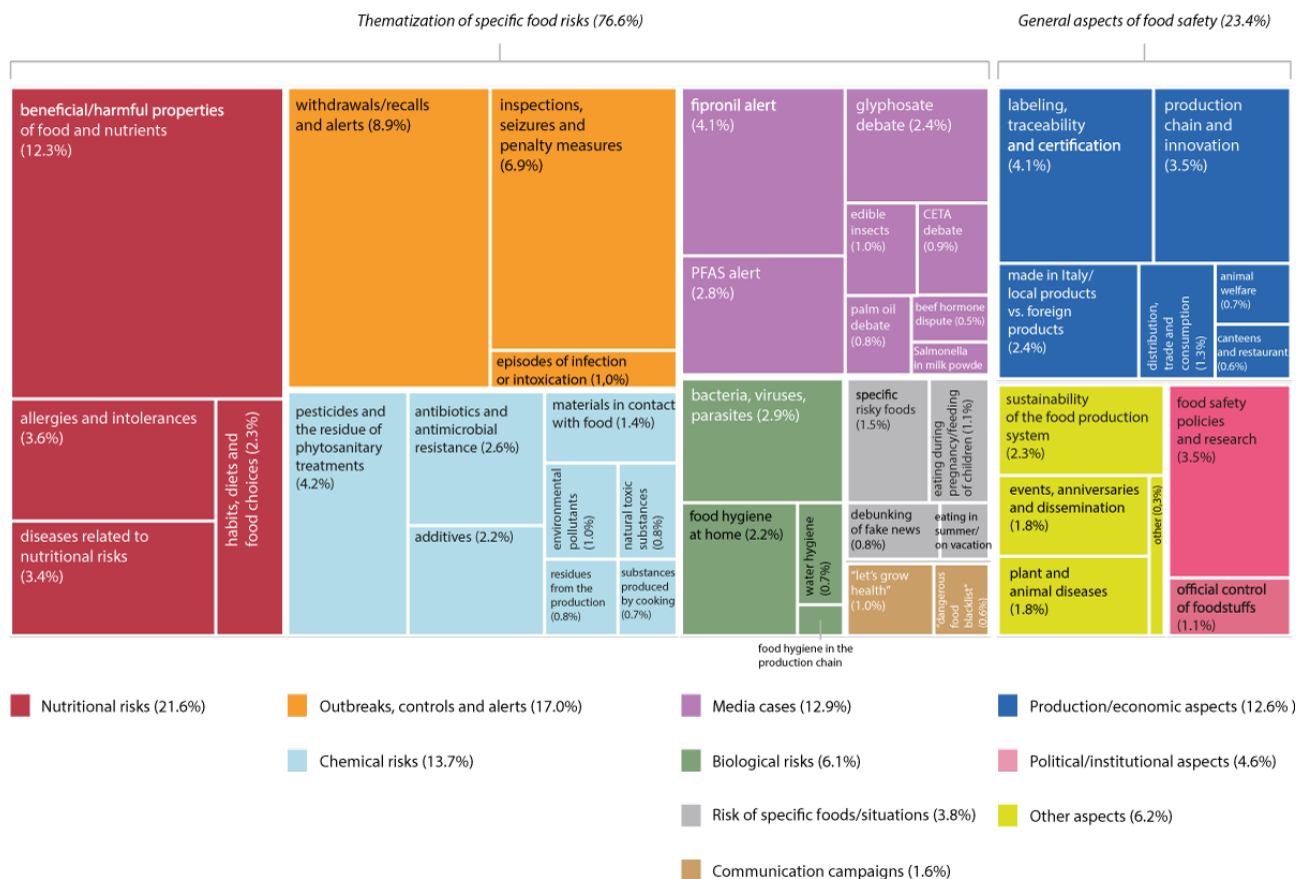 Thematization of specific food risks (76.6%)
General aspects of food safety (23.4%)
beneficial/harmful properties
of food and nutrients
(12.3%)
allergies and intolerances
(3.6%)
diseases related to
nutritional risks
(3.4%)
habits, diets and
food choices (2.3%)
withdrawals/recalls
and alerts (8.9%)
inspections,
seizures and
penalty measures
(6.9%)
episodes of infection
or intoxication (1,0%)
pesticides and
the residue of
phytosanitary
treatments
(4.2%)
antibiotics and
antimicrobial
resistance (2.6%)
additives (2.2%)
materials in contact
with food (1.4%)
environmental
pollutants
(1.0%)
natural toxic
substances
(0.8%)
residues
from the
production
(0.8%)
substances
produced
by cooking
(0.7%)
fipronil alert
(4.1%)
PFAS alert
(2.8%)
glyphosate
debate (2.4%)
edible
insects
(1.0%)
CETA
debate
(0.9%)
palm oil
debate
(0.8%)
beef hormone
dispute (0.5%)
Salmonella
in milk powde
bacteria, viruses,
parasites (2.9%)
food hygiene
at home (2.2%)
water hygiene
(0.7%)
food hygiene in the
production chain
specific
risky foods
(1.5%)
eating during
pregnancy/feeding
of children (1.1%)
debunking
of fake news
(0.8%)
eating in
summer/
on vacation
"let's grow
health"
(1.0%)
"dangerous
food
blacklist"
(0.6%)
labeling,
traceability
and certification
(4.1%)
production
chain and
innovation
(3.5%)
made in Italy/
local products
vs. foreign
products
(2.4%)
distribution,
trade and
consumption
(1.3%)
animal
welfare
(0.7%)
canteens
and restaurant
(0.6%)
sustainability
of the food production
system
(2.3%)
events, anniversaries
and dissemination
(1.8%)
plant and
animal diseases
(1.8%)
other (0,3%)
food safety
policies
and research
(3.5%)
official control
of foodstuffs
(1.1%)
Nutritional risks (21.6%)
Outbreaks, controls and alerts (17.0%)
Media cases (12.9%)
Production/economic aspects (12.6% )
Chemical risks (13.7%)
Biological risks (6.1%)
Political/institutional aspects (4.6%)
Risk of specific foods/situations (3.8%)
Other aspects (6.2%)
Communication campaigns (1.6%)